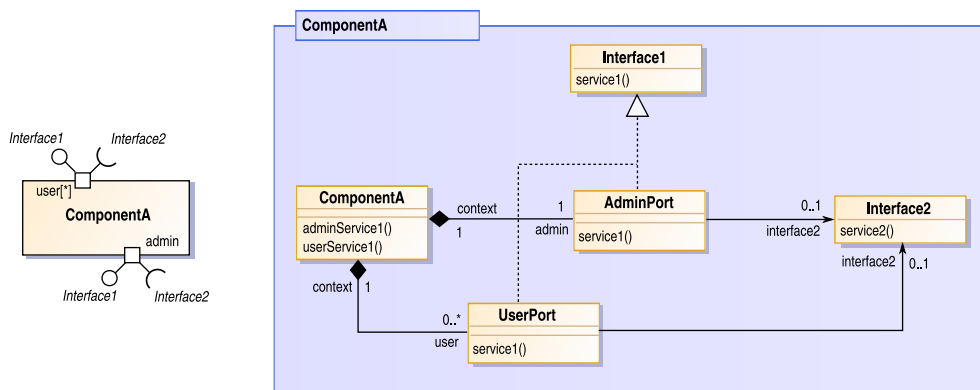 Interface1
Interface2
user[*]
ComponentA
admin
Interface1
Interface2
ComponentA
Interface1
service1()
ComponentA
adminService1()
userService1()
context
1
1
admin
AdminPort
service1()
0..1
interface2
Interface2
service2()
interface2
0..1
context
1
0..*
user
UserPort
service1()